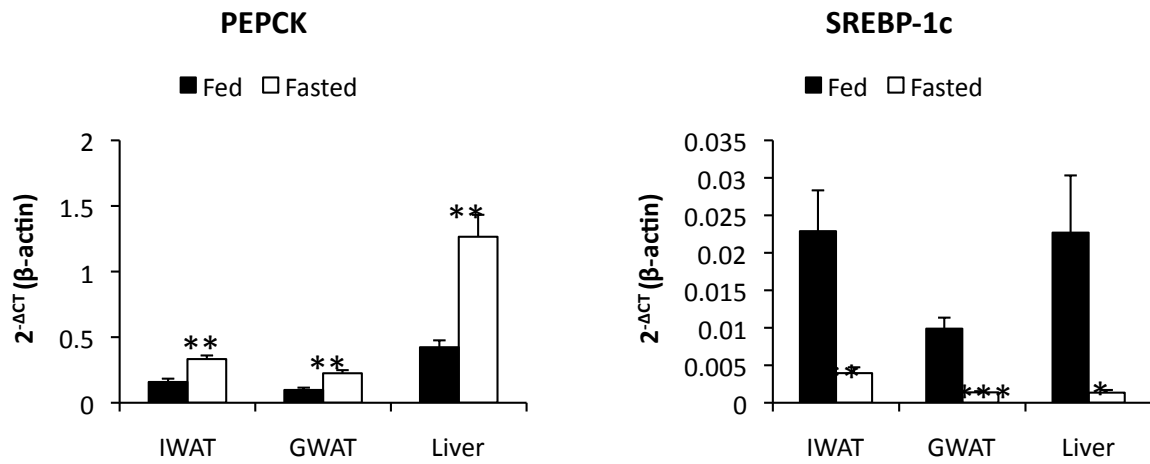 PEPCK
■ Fed □ Fasted
2
1.5
1
0.5
0
2-ΔCT (β-actin)
**
**
**
IWAT GWAT Liver
SREBP-1c
■ Fed □ Fasted
0.035
0.03
0.025
0.02
0.015
0.01
0.005
0
2-ΔCT (β-actin)
**
***
*
IWAT GWAT Liver